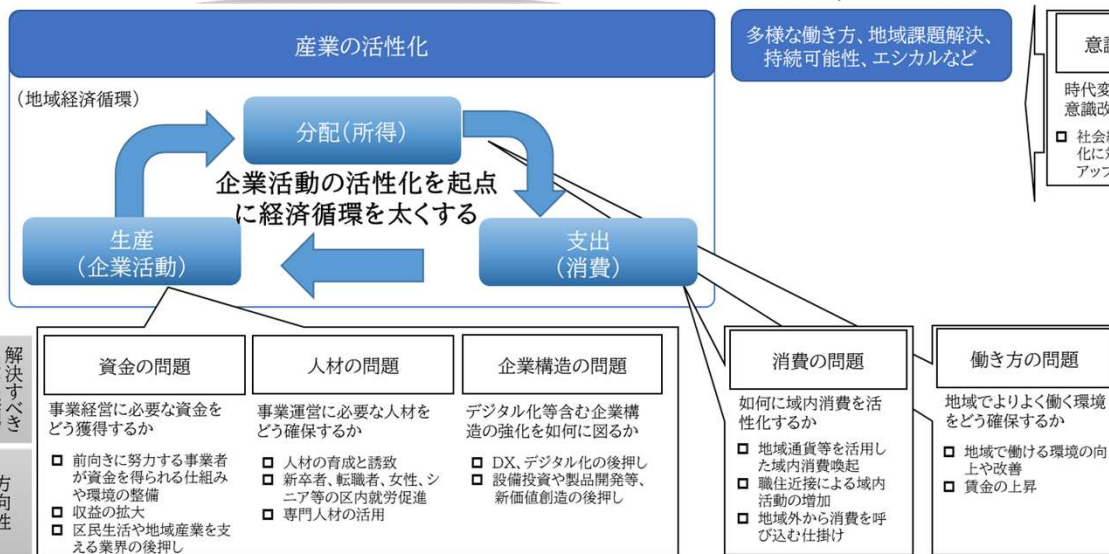 産業の活性化
多様な働き方、地域課題解決、
持続可能性、エシカルなど
(地域経済循環)
分配(所得)
企業活動の活性化を起点
に経済循環を太くする
生産
(企業活動)
支出
(消費)
時代変
意識改
社会
化に
アップ
解決すべき
方向性
資金の問題
事業経営に必要な資金を
どう獲得するか
前向きに努力する事業者
が資金を得られる仕組み
や環境の整備
収益の拡大
区民生活や地域産業を支
える業界の後押し
人材の問題
事業運営に必要な人材を
どう確保するか
人材の育成と誘致
新卒者、転職者、女性、シ
ニア等の区内就労促進
専門人材の活用
企業構造の問題
デジタル化等含む企業構
造の強化を如何に図るか
DX、デジタル化の後押し
設備投資や製品開発等、
新価値創造の後押し
消費の問題
如何に域内消費を活
性化するか
地域通貨等を活用し
た域内消費喚起
職住近接による域内
活動の増加
地域外から消費を呼
び込む仕掛け
働き方の問題
地域でよりよく働く環境
をどう確保するか
地域で働ける環境の向
上や改善
賃金の上昇